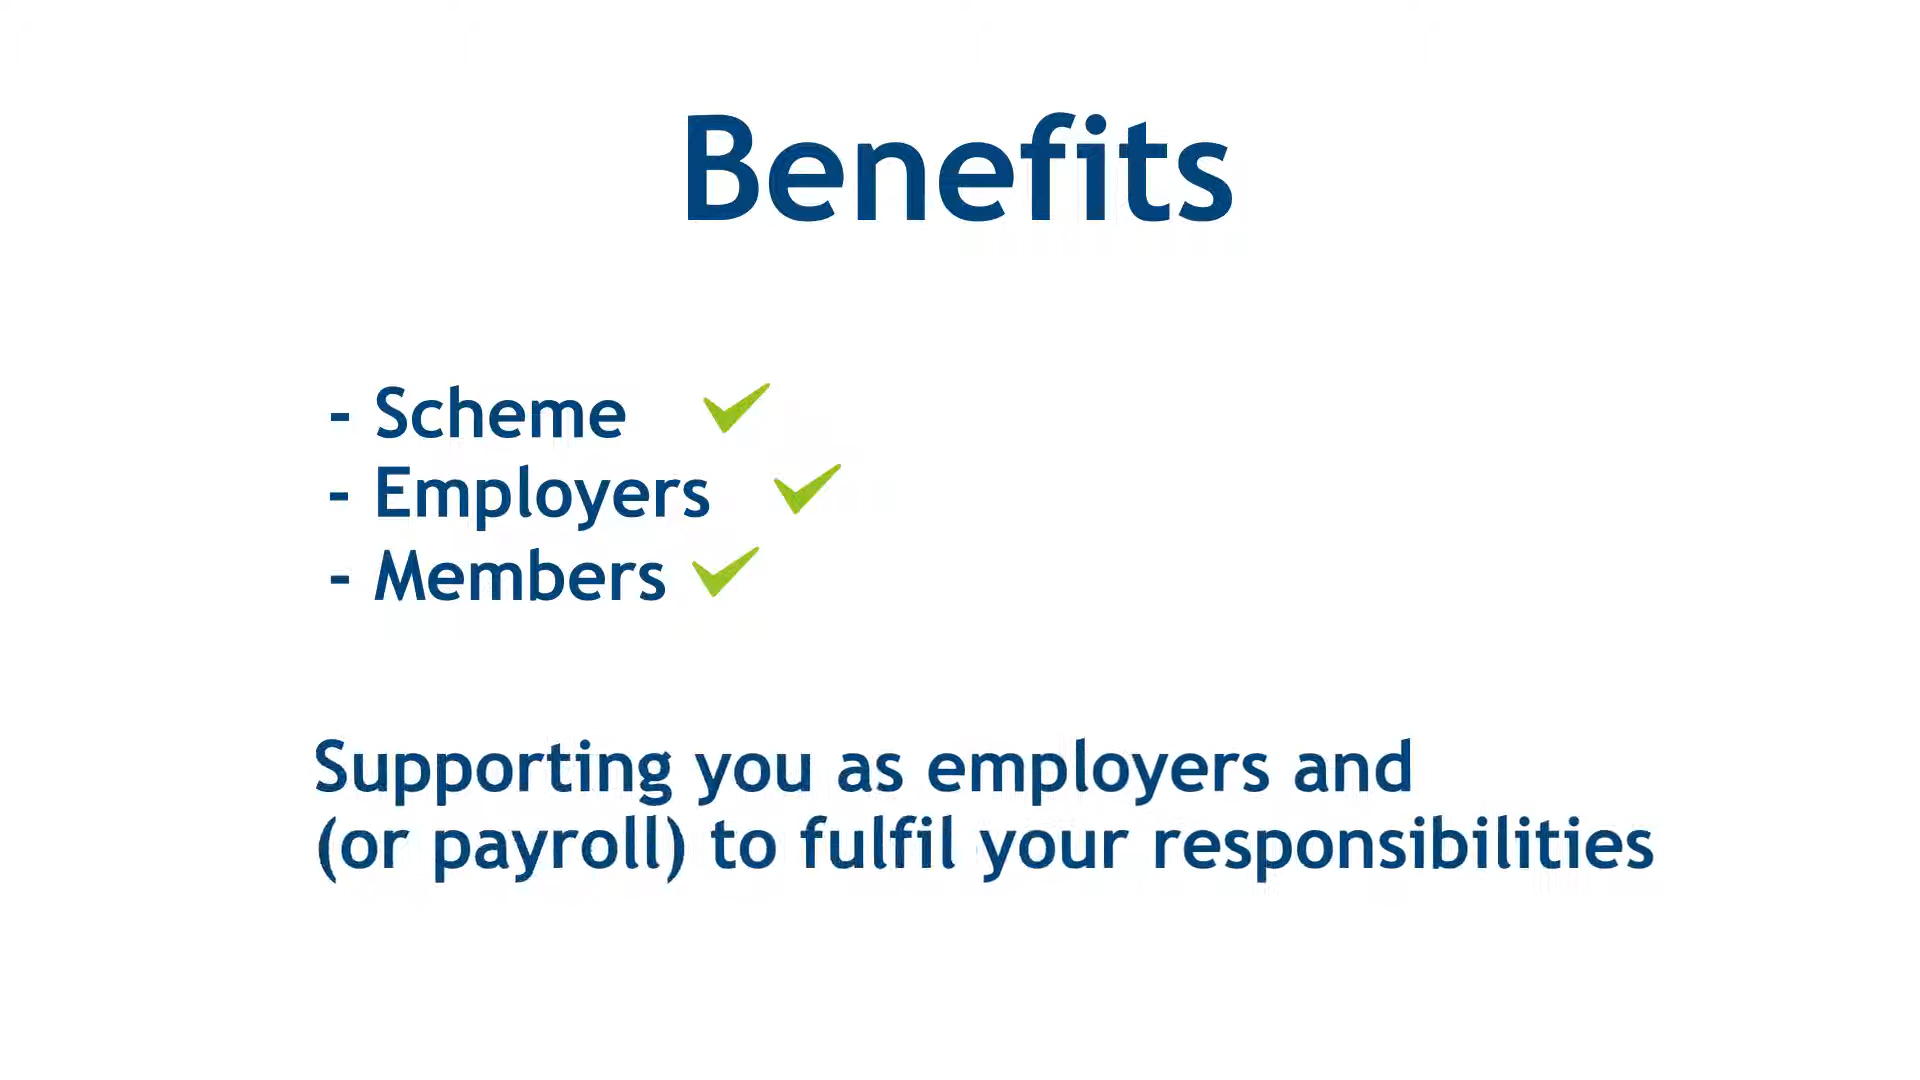 Benefits
- Scheme ✓
- Employers ✓
- Members ✓
Supporting you as employers and
(or payroll) to fulfil your responsibilities